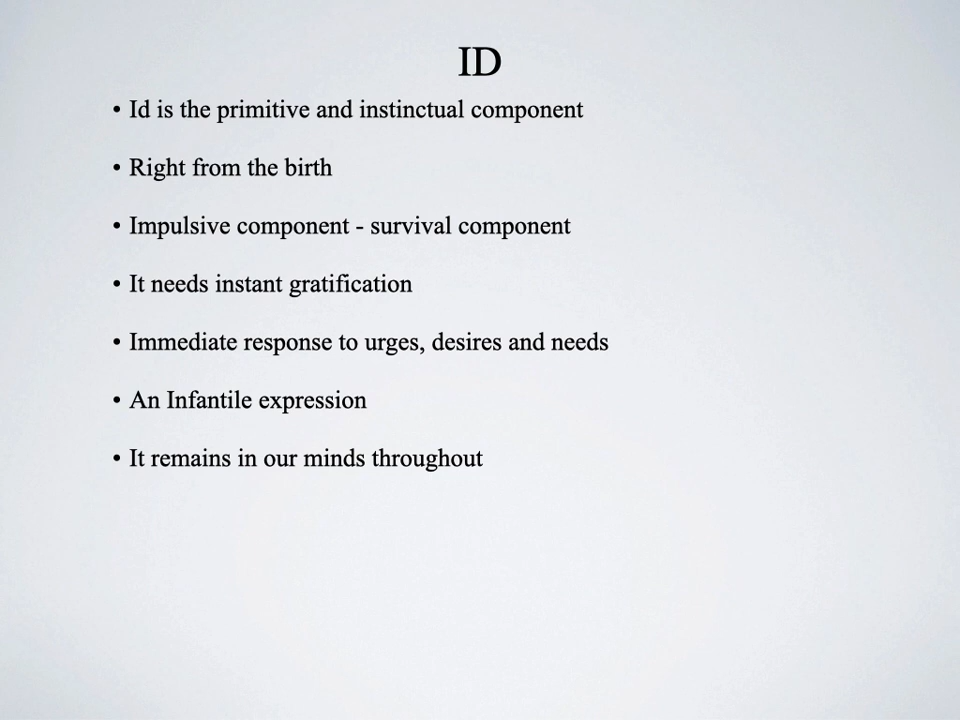 ID
• Id is the primitive and instinctual component
• Right from the birth
• Impulsive component - survival component
• It needs instant gratification
• Immediate response to urges, desires and needs
• An Infantile expression
• It remains in our minds throughout